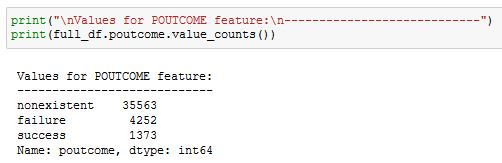 print("\nValues for POUTCOME feature:\n----------------------------")
print(full_df.poutcome.value_counts())
Values for POUTCOME feature:
----------------------------
nonexistent    35563
failure         4252
success         1373
Name: poutcome, dtype: int64